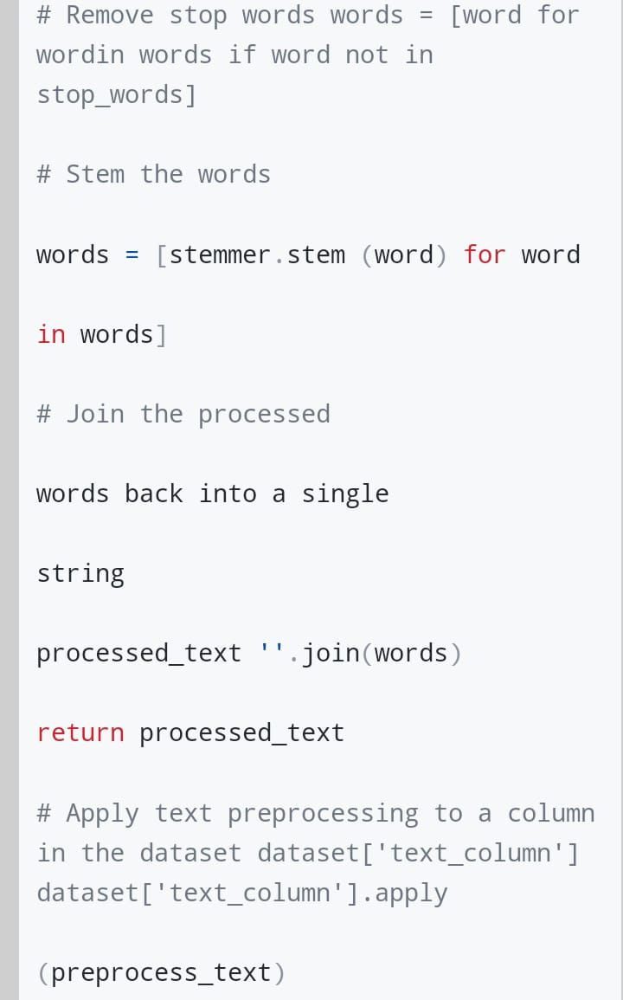 # Remove stop words words = [word for
wordin words if word not in
stop_words]
# Stem the words
words = [stemmer.stem (word) for word
in words]
# Join the processed
words back into a single
string
processed_text ''.join(words)
return processed_text
# Apply text preprocessing to a column
in the dataset dataset['text_column']
dataset['text_column'].apply
(preprocess_text)